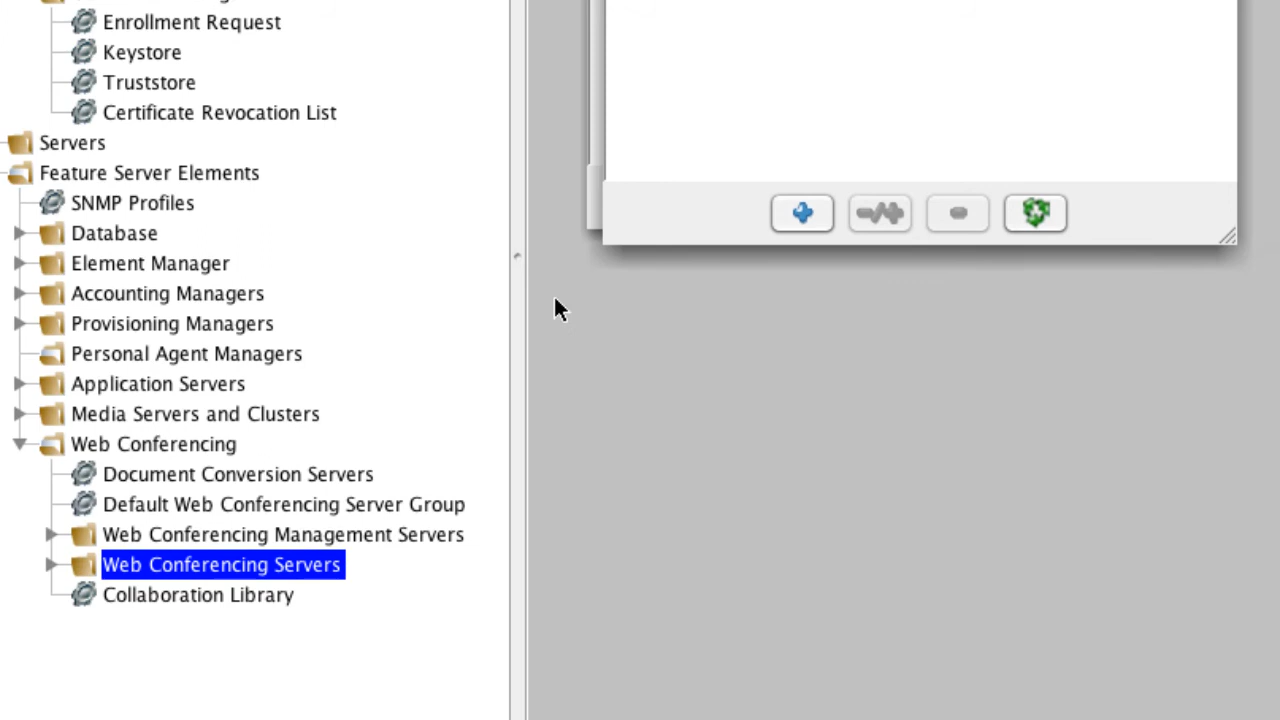 Enrollment Request
Keystore
Truststore
Certificate Revocation List
Servers
Feature Server Elements
SNMP Profiles
Database
Element Manager
Accounting Managers
Provisioning Managers
Personal Agent Managers
Application Servers
Media Servers and Clusters
Web Conferencing
Document Conversion Servers
Default Web Conferencing Server Group
Web Conferencing Management Servers
Web Conferencing Servers
Collaboration Library